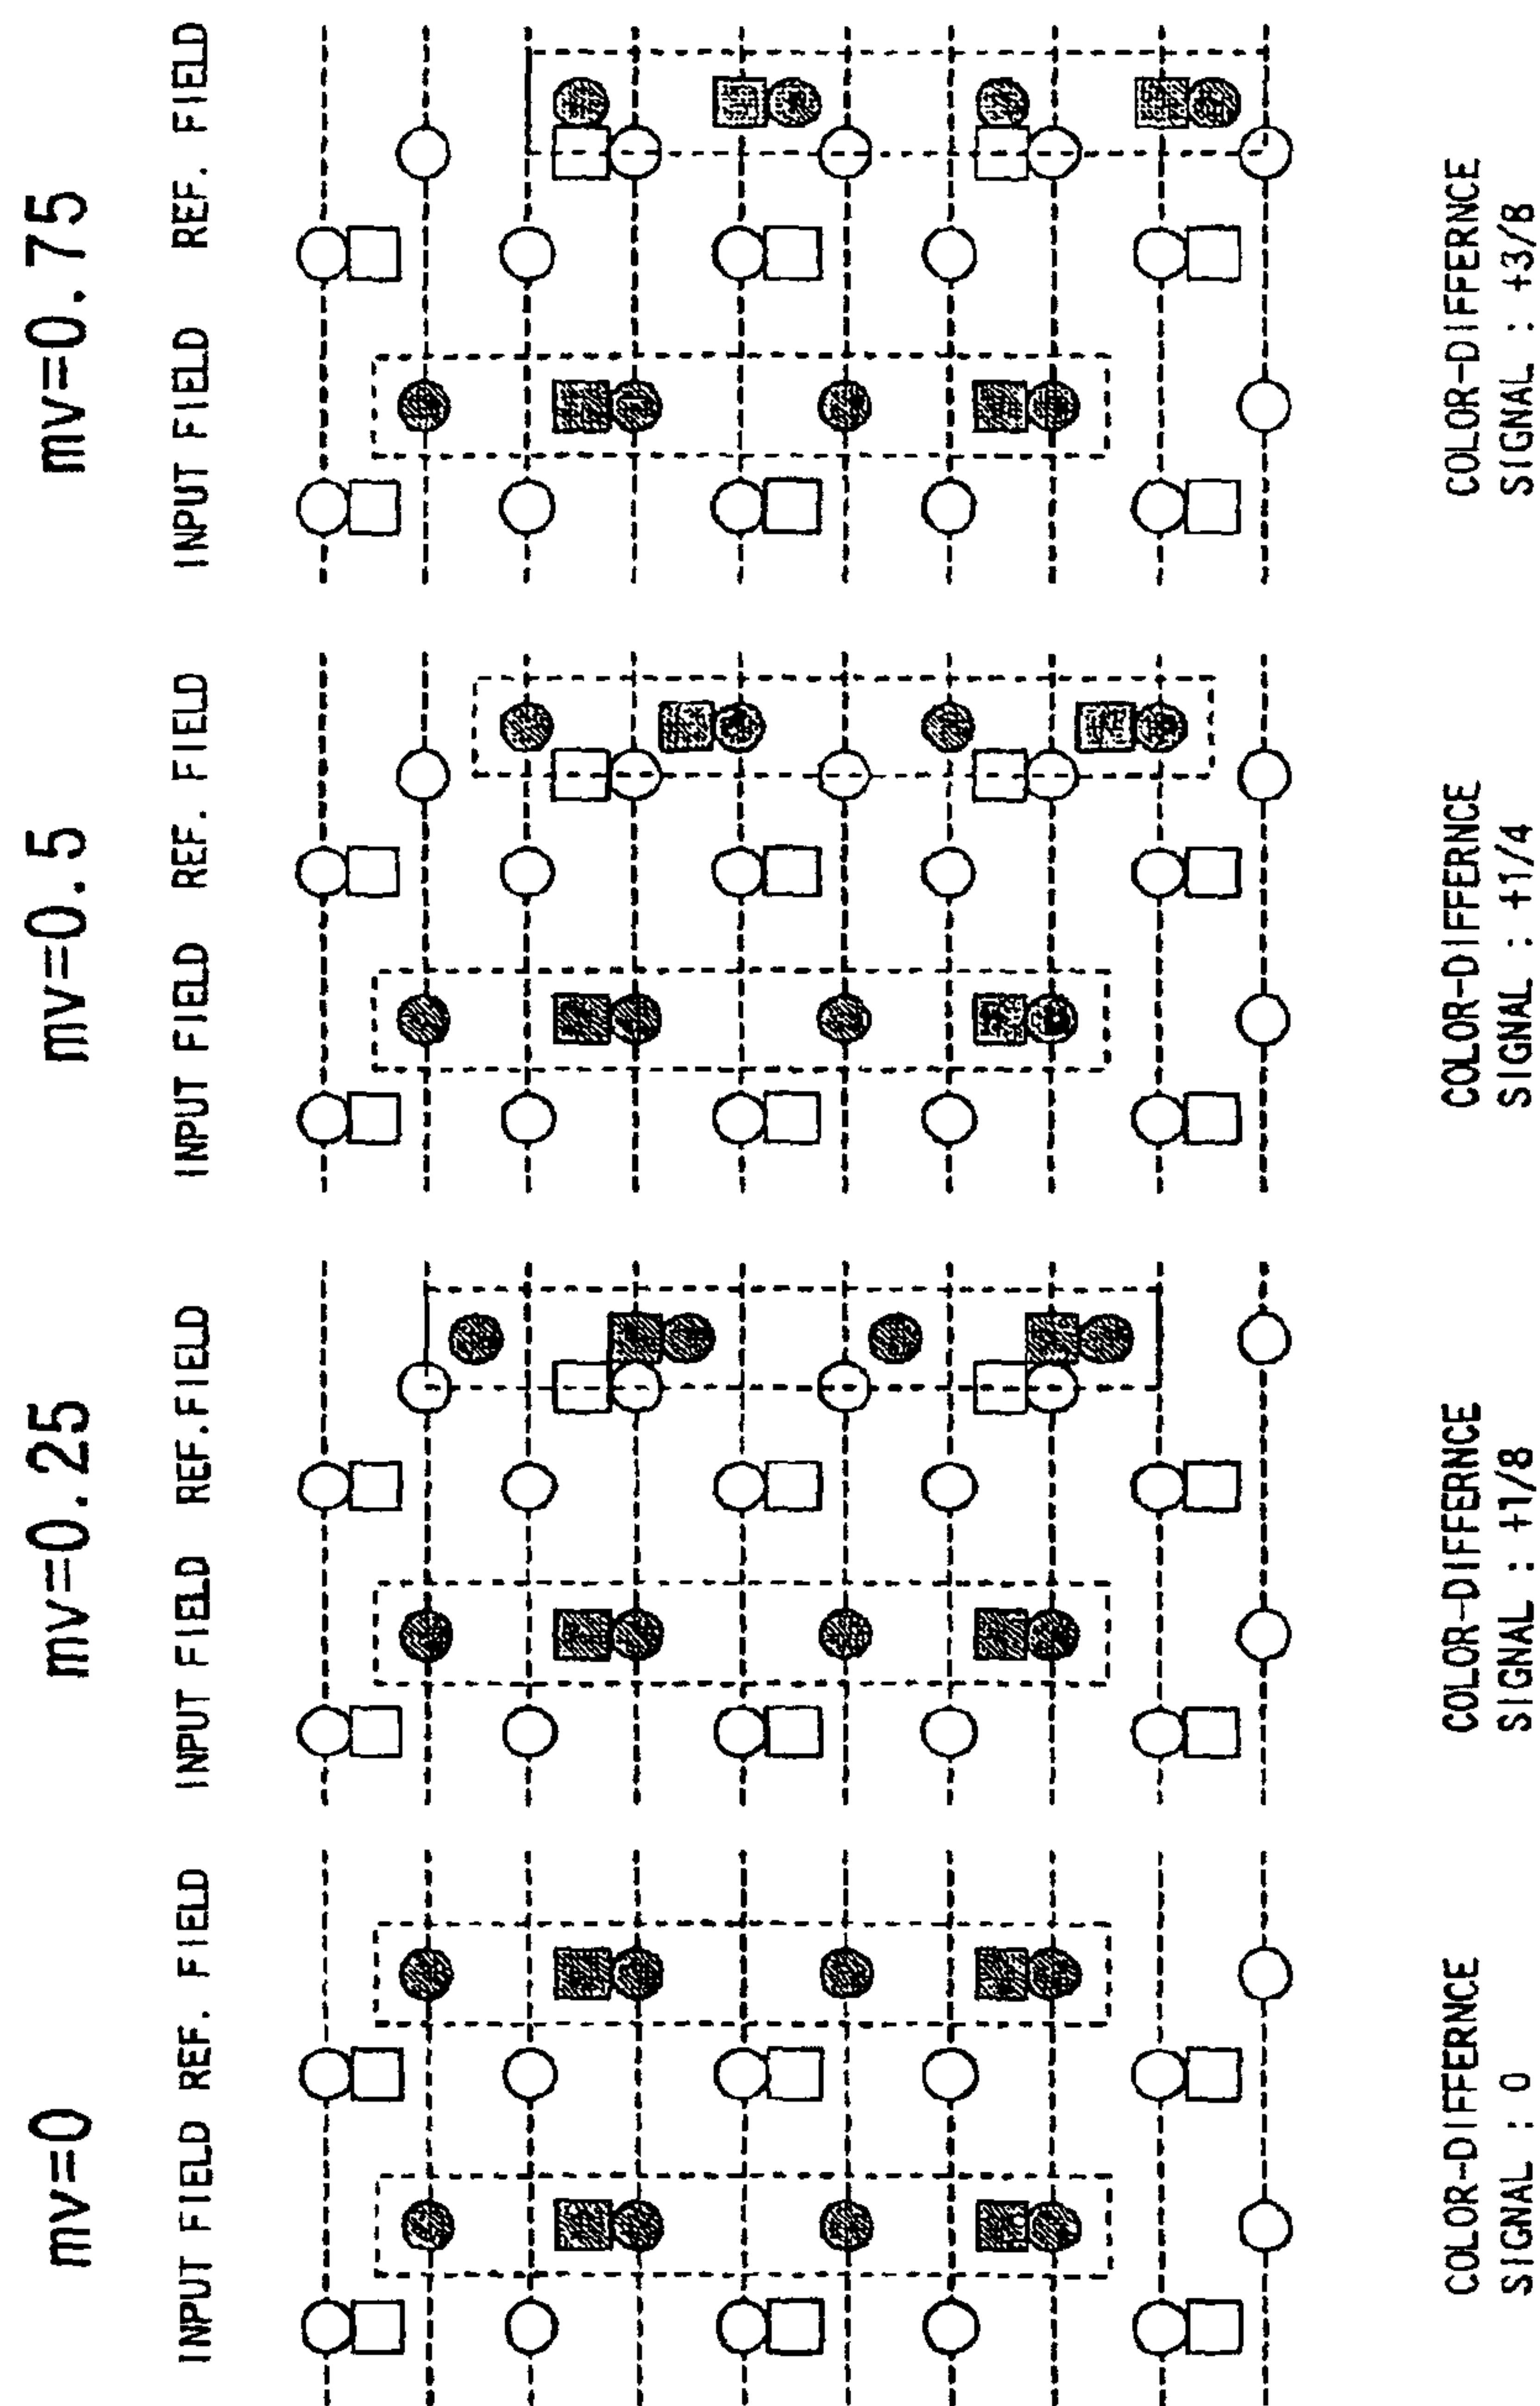 mv=0
INPUT FIELD REF. FIELD
COLOR-DIFFERNCE
SIGNAL : 0
mv=0.25
INPUT FIELD REF.FIELD
COLOR-DIFFERNCE
SIGNAL : +1/8
mv=0.5
INPUT FIELD REF. FIELD
COLOR-DIFFERNCE
SIGNAL : +1/4
mv=0.75
INPUT FIELD REF. FIELD
COLOR-DIFFERNCE
SIGNAL : +3/8